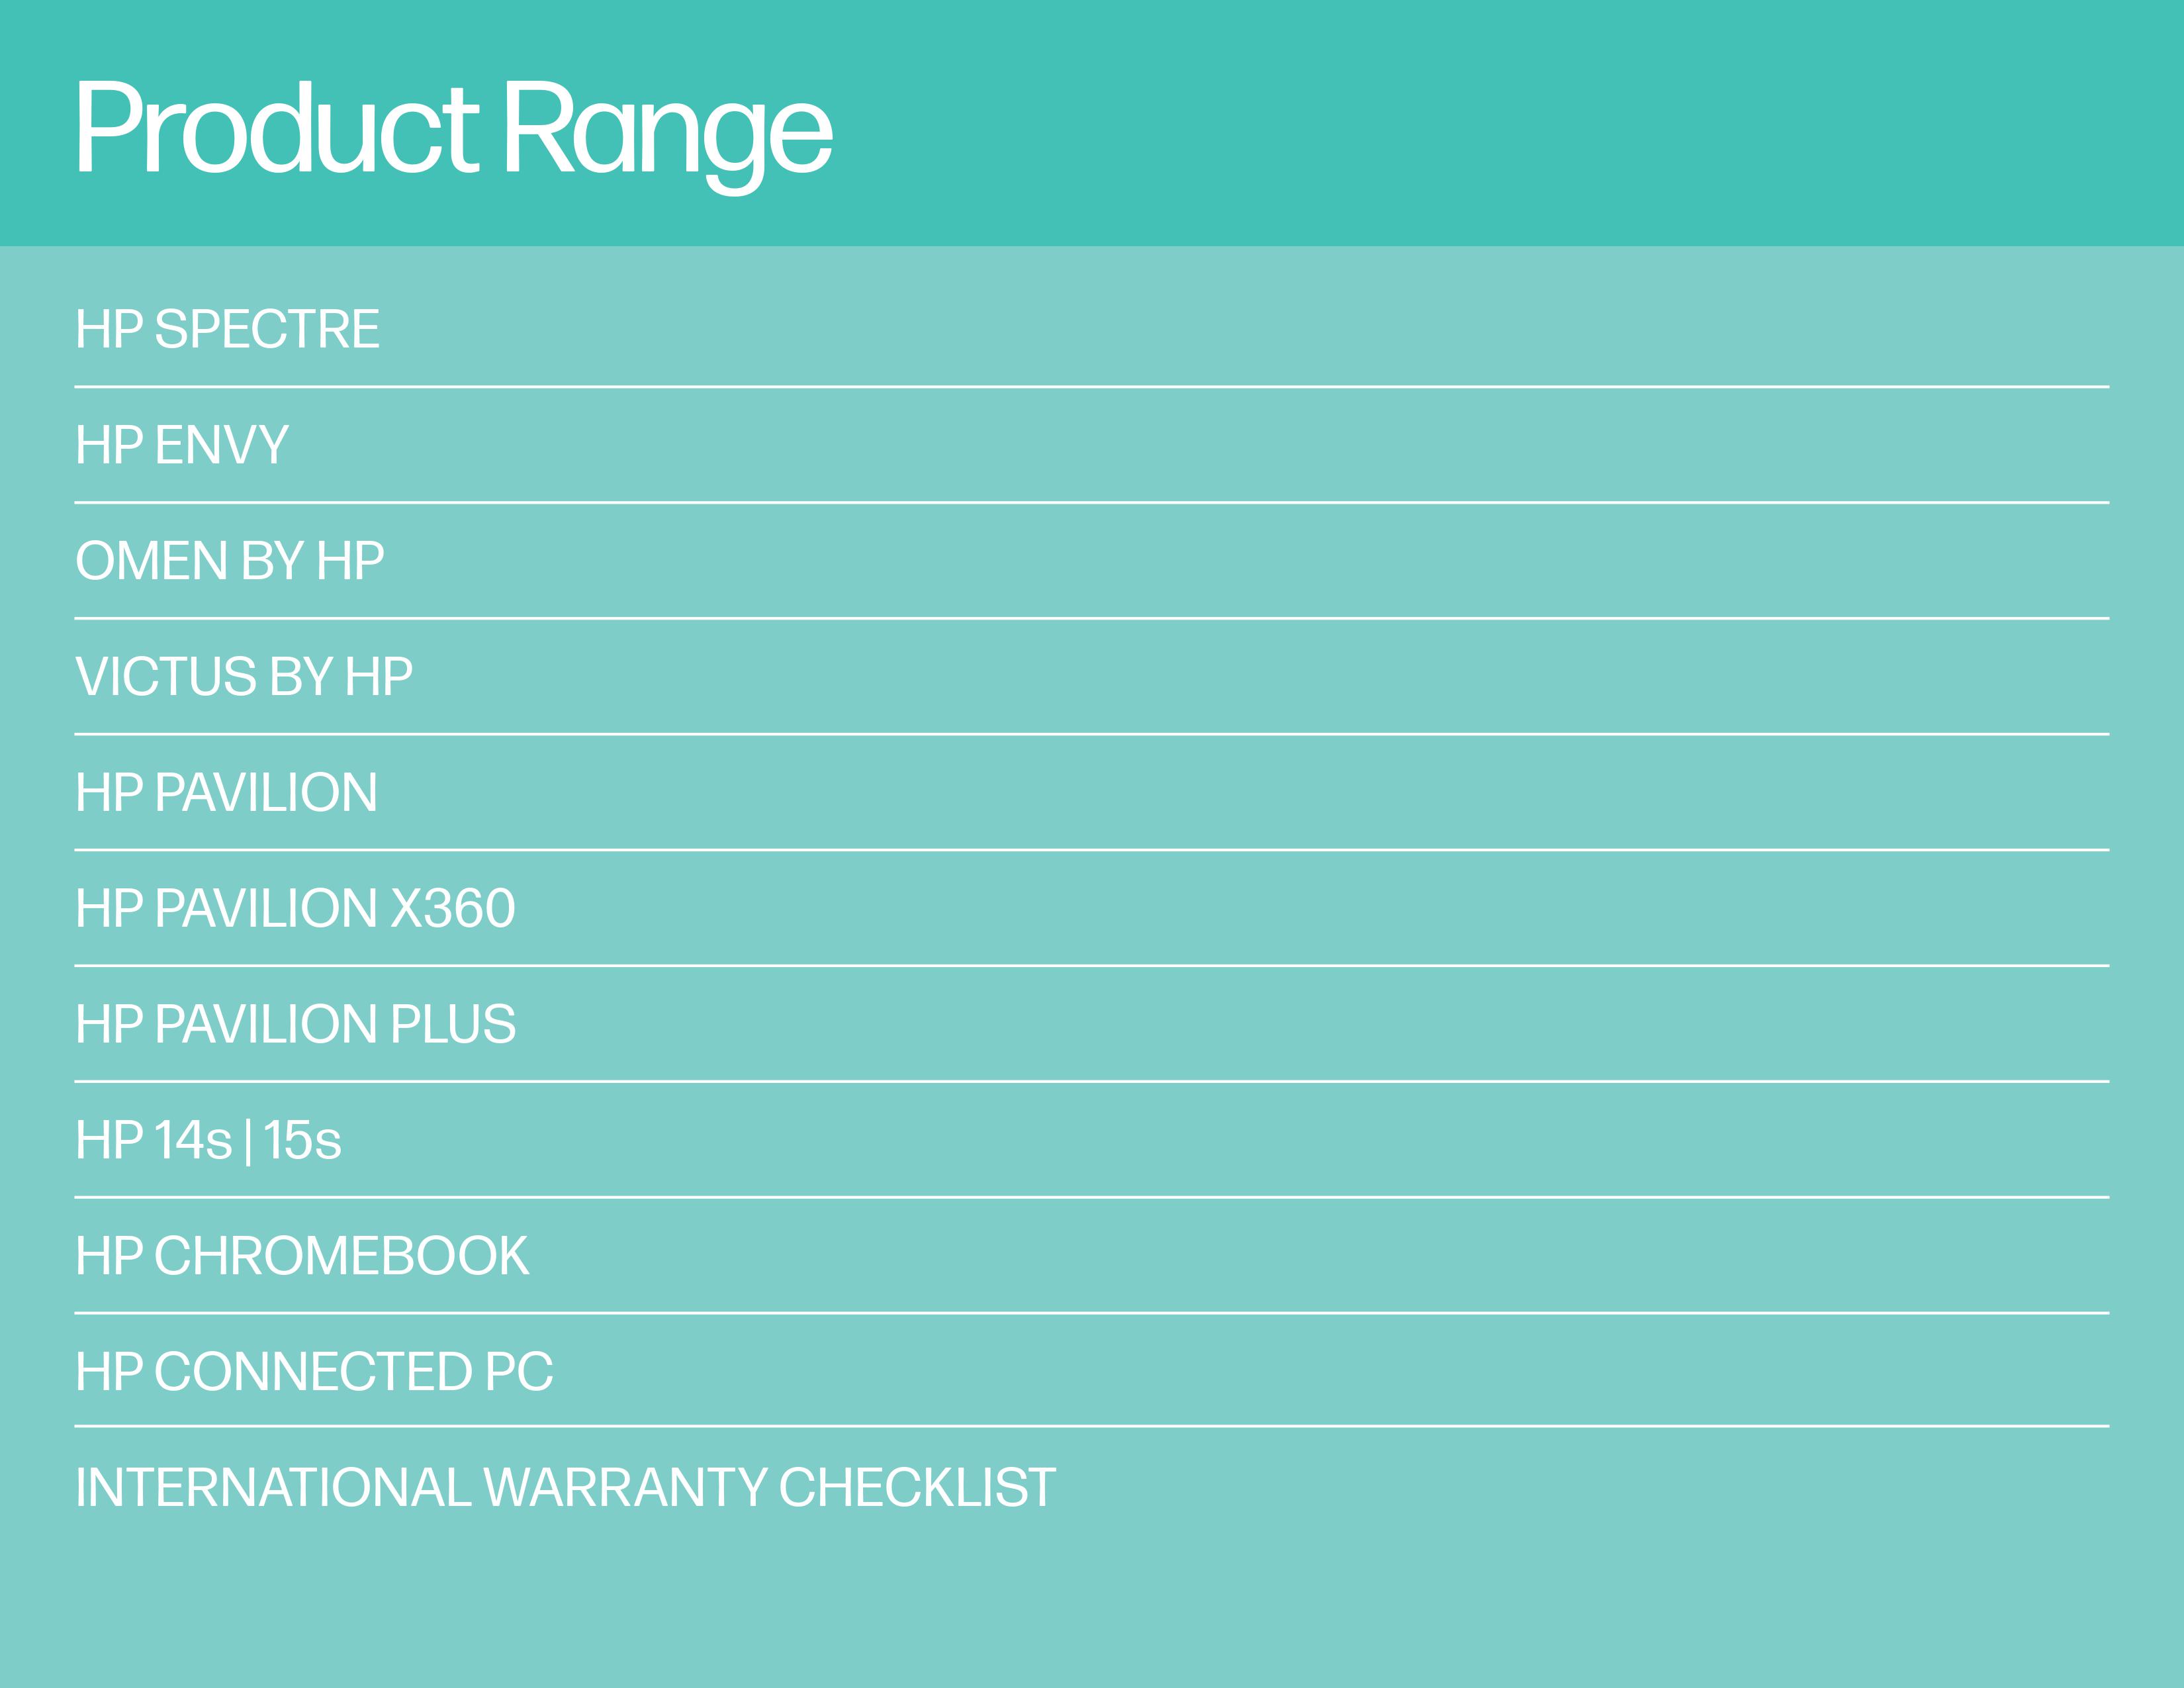 Product Range
HP SPECTRE
HP ENVY
OMEN BY HP
VICTUS BY HP
HP PAVILION
HP PAVILION X360
HP PAVILION PLUS
HP 14s | 15s
HP CHROMEBOOK
HP CONNECTED PC
INTERNATIONAL WARRANTY CHECKLIST